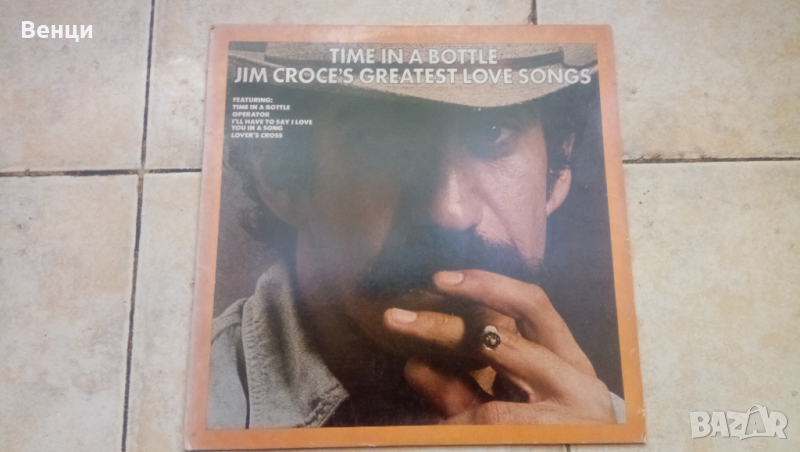 Венци
TIME IN A BOTTLE
JIM CROCE'S GREATEST LOVE SONGS
FEATURING:
TIME IN A BOTTLE
OPERATOR
I'LL HAVE TO SAY I LOVE
YOU IN A SONG
LOVER'S CROSS
BAZAR